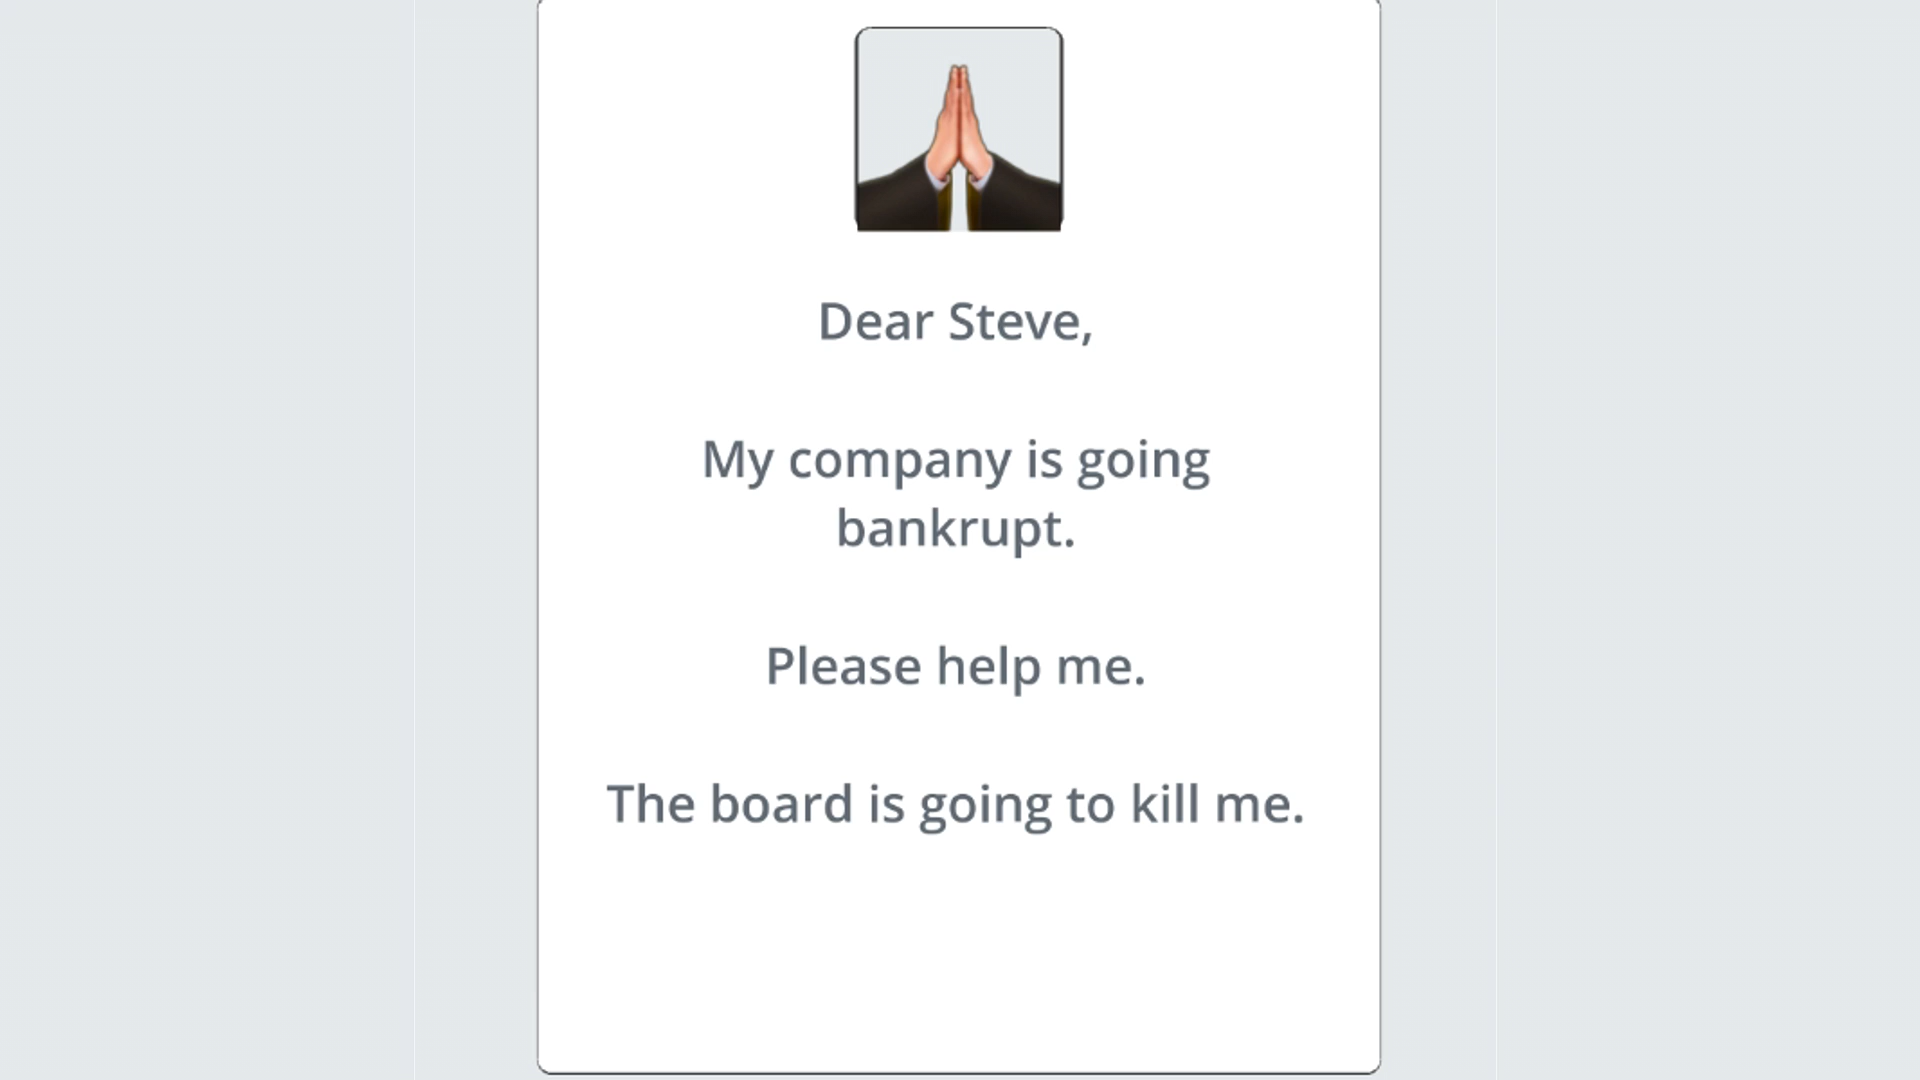 Dear Steve,
My company is going
bankrupt.
Please help me.
The board is going to kill me.